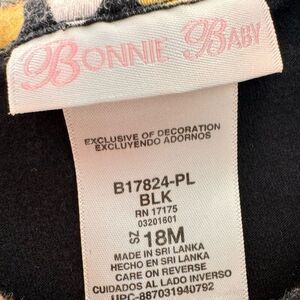 BONNIE BABY
EXCLUSIVE OF DECORATION
EXCLUYENDO ADORNOS
B17824-PL
BLK
RN 17175
03201601
SZ 18M
MADE IN SRI LANKA
HECHO EN SRI LANKA
CARE ON REVERSE
CUIDADOS AL LADO INVERSO
UPC-887031940792